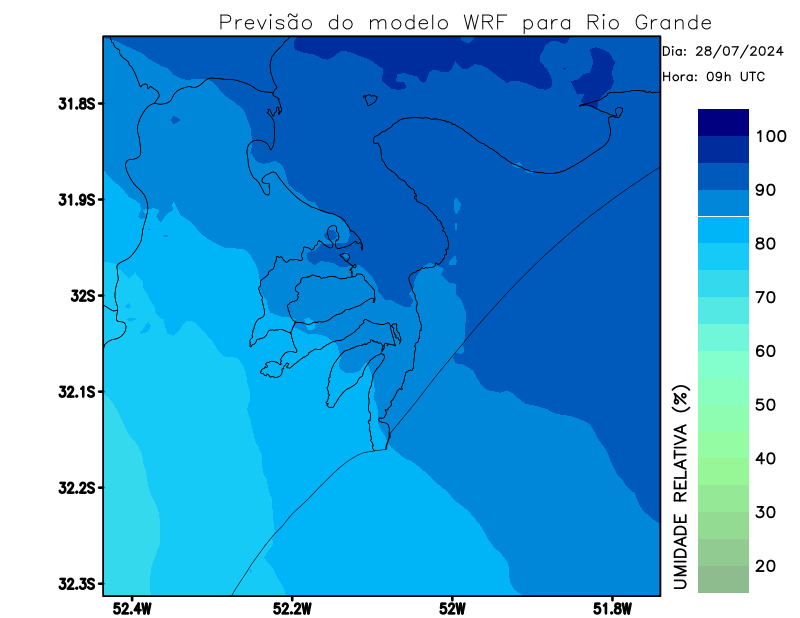 Previsão do modelo WRF para Rio Grande
Dia: 28/07/2024
Hora: 09h UTC
31.8S
31.9S
32S
32.1S
32.2S
32.3S
52.4W
52.2W
52W
51.8W
UMIDADE RELATIVA (%)
100
90
80
70
60
50
40
30
20